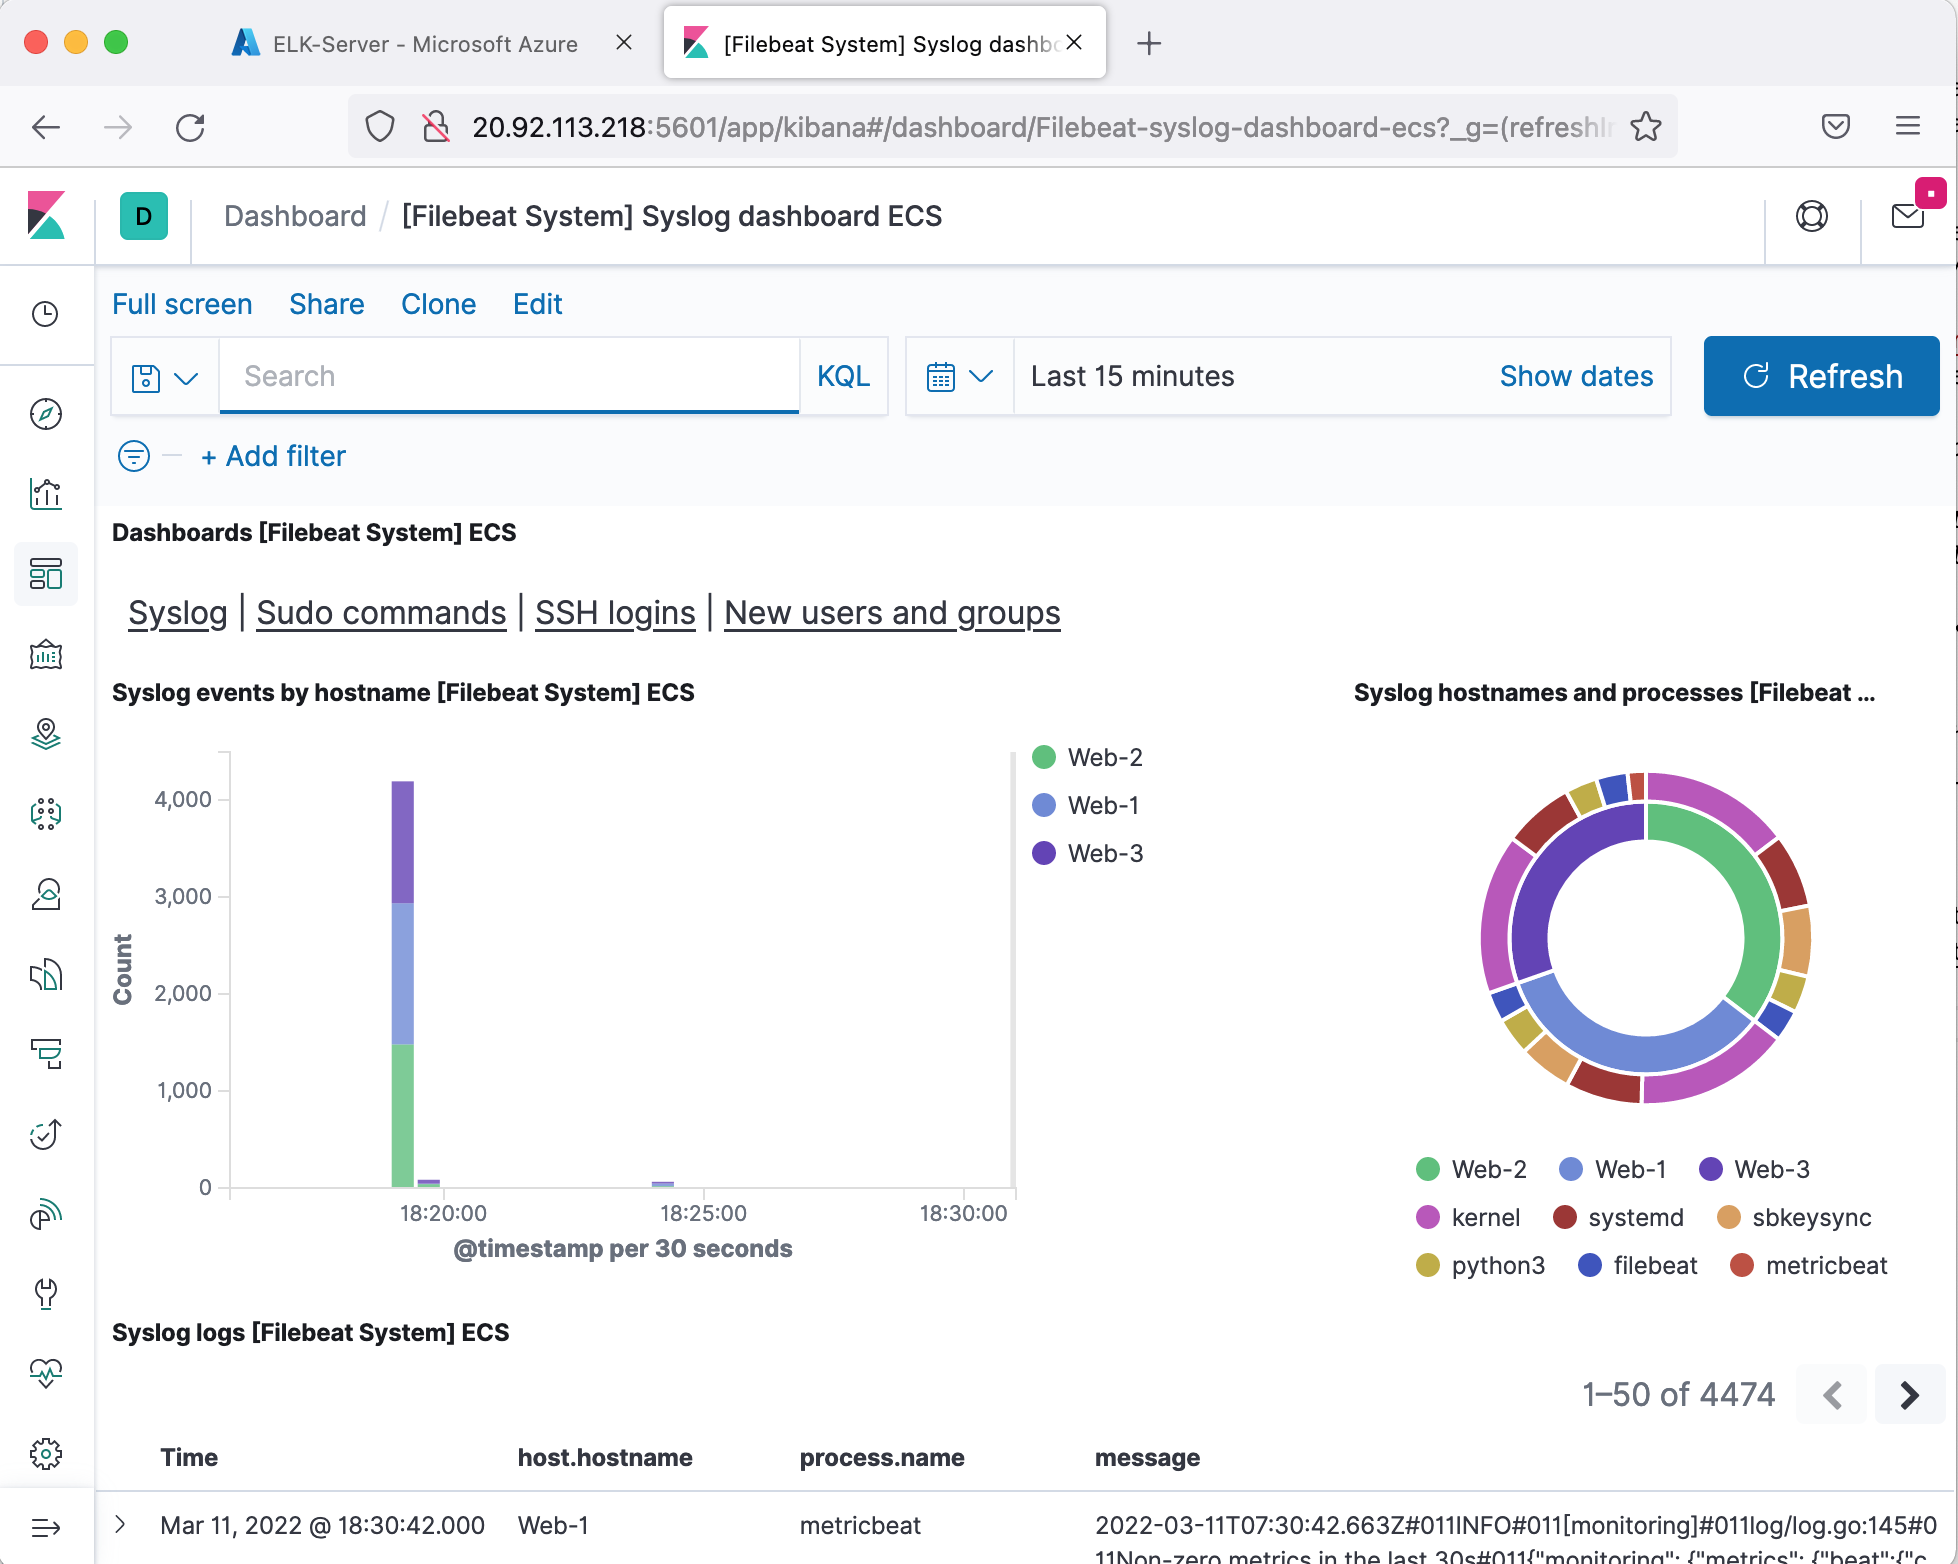 ELK-Server - Microsoft Azure
[Filebeat System] Syslog dashbo
20.92.113.218:5601/app/kibana#/dashboard/Filebeat-syslog-dashboard-ecs?_g=(refreshIn
D
Dashboard / [Filebeat System] Syslog dashboard ECS
Full screen Share Clone Edit
Search KQL Last 15 minutes Show dates Refresh
+ Add filter
Dashboards [Filebeat System] ECS
Syslog | Sudo commands | SSH logins | New users and groups
Syslog events by hostname [Filebeat System] ECS
Syslog hostnames and processes [Filebeat ...
Count
4,000
3,000
2,000
1,000
0
18:20:00 18:25:00 18:30:00
@timestamp per 30 seconds
Web-2
Web-1
Web-3
Web-2 Web-1 Web-3
kernel systemd sbkeysync
python3 filebeat metricbeat
Syslog logs [Filebeat System] ECS
1–50 of 4474
Time host.hostname process.name message
Mar 11, 2022 @ 18:30:42.000 Web-1 metricbeat 2022-03-11T07:30:42.663Z#011INFO#011[monitoring]#011log/log.go:145#0
11Non-zero metrics in the last 30s#011{"monitoring": {"metrics": {"beat":{"c